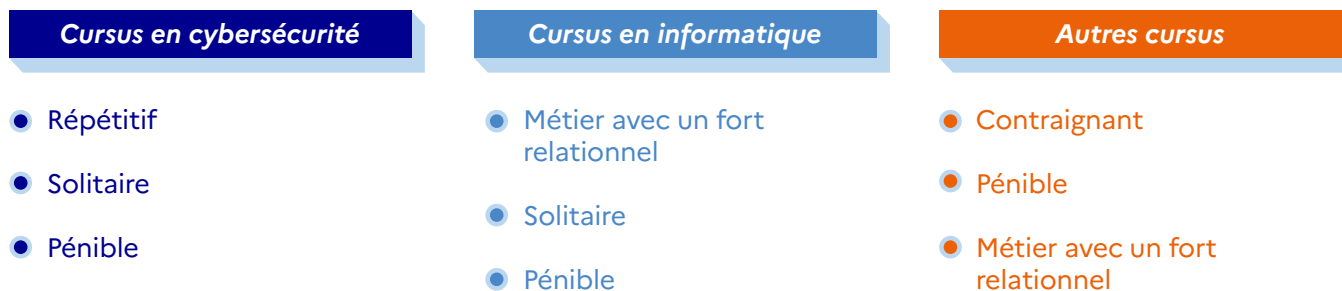 Cursus en cybersécurité
Répétitif
Solitaire
Pénible
Cursus en informatique
Métier avec un fort
relationnel
Solitaire
Pénible
Autres cursus
Contraignant
Pénible
Métier avec un fort
relationnel